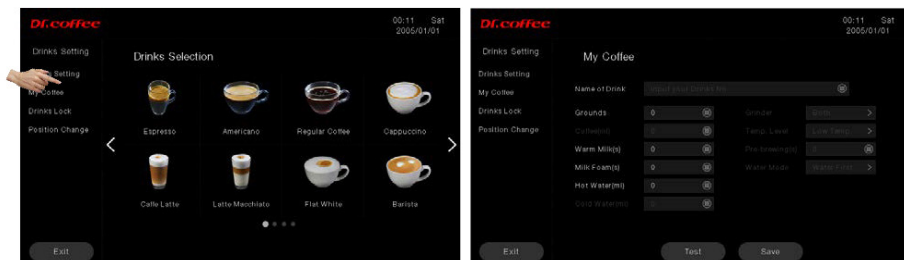 Dr.coffee
00:11 Sat
2005/01/01
Drinks Setting
Drinks Selection
Setting
My Coffee
Drinks Lock
Position Change
Espresso
Americano
Regular Coffee
Cappuccino
Caffe Latte
Latte Macchiato
Flat White
Barista
Exit
Dr.coffee
00:11 Sat
2005/01/01
Drinks Setting
My Coffee
Drinks Setting
My Coffee
Drinks Lock
Position Change
Name of Drink
Grounds 0 Grinder Both
Coffee(ml) 0 Temp. Level Low Temp
Warm Milk(s) 0 Pre-brewing(s)
Milk Foam(s) 0 Water Mode Water First
Hot Water(ml) 0
Cold Water(ml) 0
Exit
Test
Save